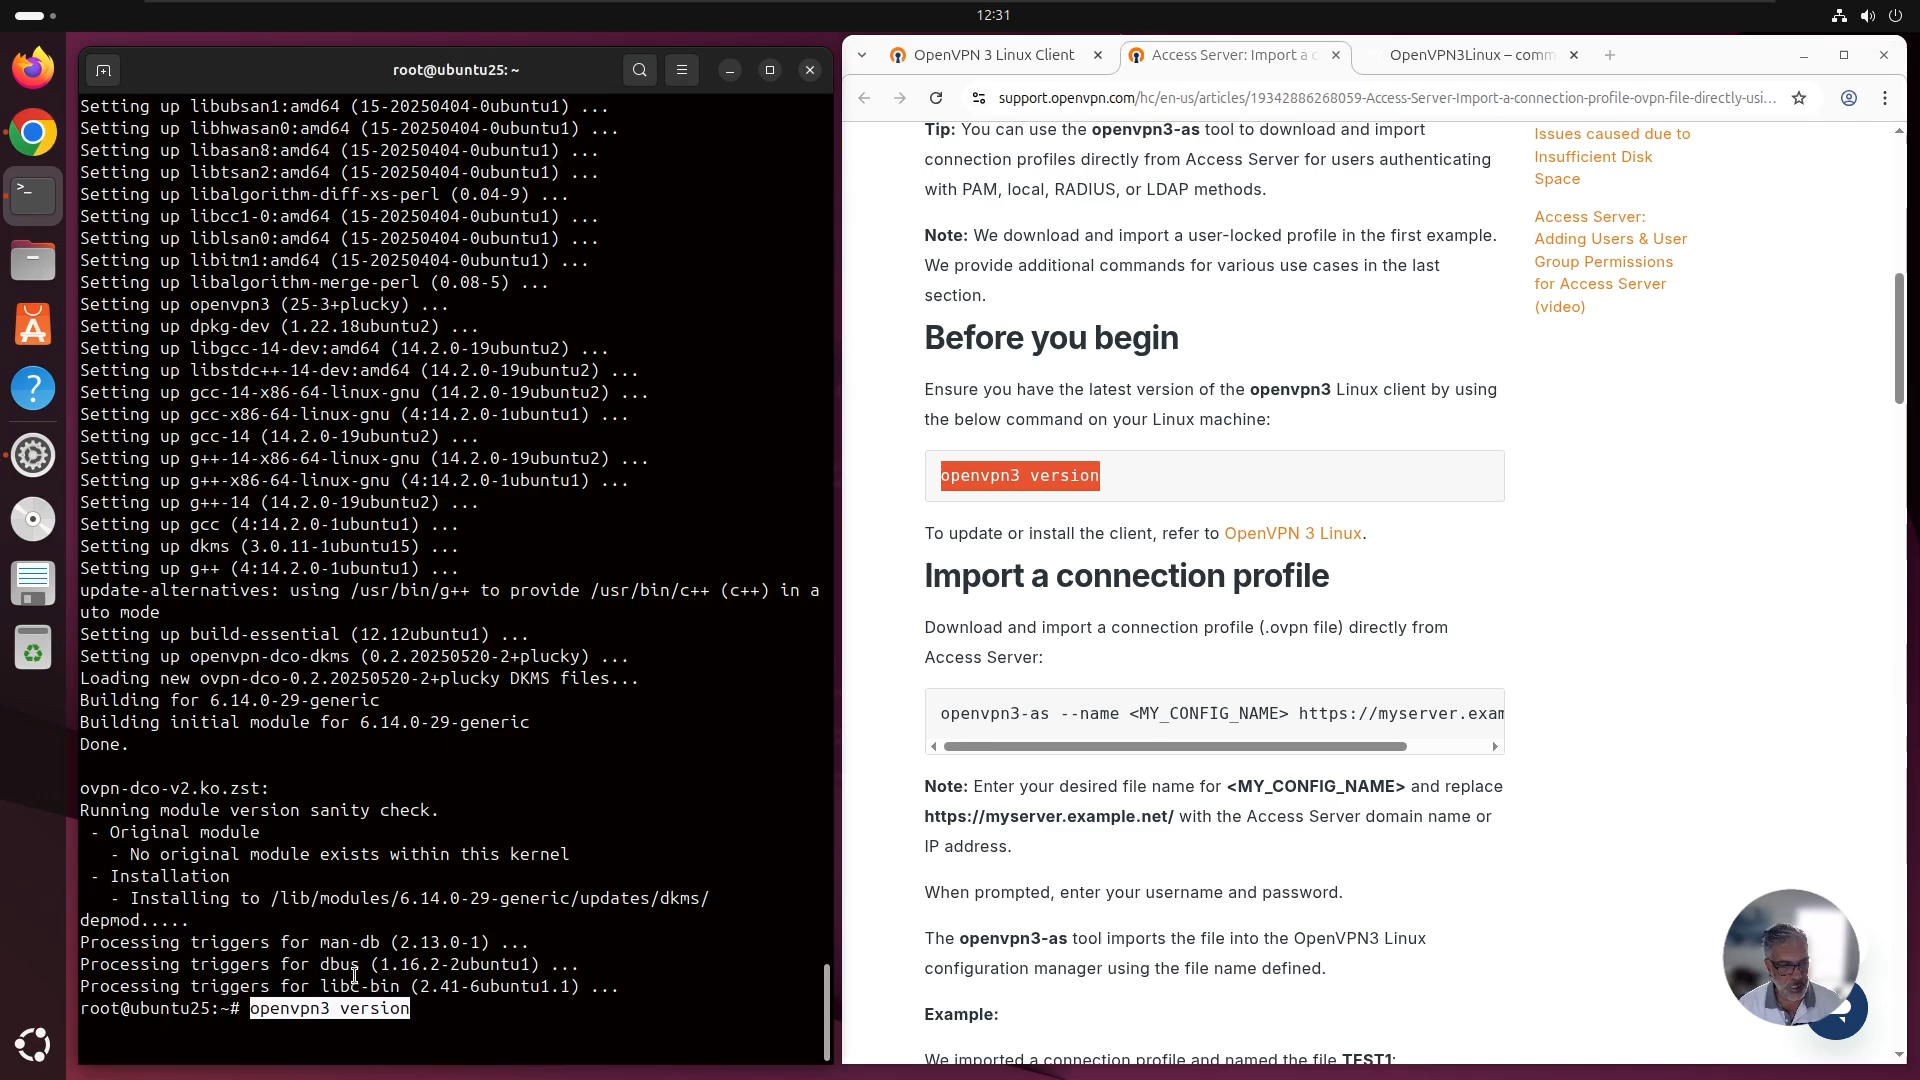 12:31
root@ubuntu25: ~
Setting up libubsan1:amd64 (15-20250404-0ubuntu1) ...
Setting up libhwasan0:amd64 (15-20250404-0ubuntu1) ...
Setting up libasan8:amd64 (15-20250404-0ubuntu1) ...
Setting up libtsan2:amd64 (15-20250404-0ubuntu1) ...
Setting up libalgorithm-diff-xs-perl (0.04-9) ...
Setting up libcc1-0:amd64 (15-20250404-0ubuntu1) ...
Setting up liblsan0:amd64 (15-20250404-0ubuntu1) ...
Setting up libitm1:amd64 (15-20250404-0ubuntu1) ...
Setting up libalgorithm-merge-perl (0.08-5) ...
Setting up openvpn3 (25-3+plucky) ...
Setting up dpkg-dev (1.22.18ubuntu2) ...
Setting up libgcc-14-dev:amd64 (14.2.0-19ubuntu2) ...
Setting up libstdc++-14-dev:amd64 (14.2.0-19ubuntu2) ...
Setting up gcc-14-x86-64-linux-gnu (14.2.0-19ubuntu2) ...
Setting up gcc-x86-64-linux-gnu (4:14.2.0-1ubuntu1) ...
Setting up gcc-14 (14.2.0-19ubuntu2) ...
Setting up g++-14-x86-64-linux-gnu (14.2.0-19ubuntu2) ...
Setting up g++-x86-64-linux-gnu (4:14.2.0-1ubuntu1) ...
Setting up g++-14 (14.2.0-19ubuntu2) ...
Setting up gcc (4:14.2.0-1ubuntu1) ...
Setting up dkms (3.0.11-1ubuntu15) ...
Setting up g++ (4:14.2.0-1ubuntu1) ...
update-alternatives: using /usr/bin/g++ to provide /usr/bin/c++ (c++) in a
uto mode
Setting up build-essential (12.12ubuntu1) ...
Setting up openvpn-dco-dkms (0.2.20250520-2+plucky) ...
Loading new ovpn-dco-0.2.20250520-2+plucky DKMS files...
Building for 6.14.0-29-generic
Building initial module for 6.14.0-29-generic
Done.
ovpn-dco-v2.ko.zst:
Running module version sanity check.
- Original module
- No original module exists within this kernel
- Installation
- Installing to /lib/modules/6.14.0-29-generic/updates/dkms/
depmod.....
Processing triggers for man-db (2.13.0-1) ...
Processing triggers for dbus (1.16.2-2ubuntu1) ...
Processing triggers for libc-bin (2.41-6ubuntu1.1) ...
root@ubuntu25:~# openvpn3 version
OpenVPN 3 Linux Client
Access Server: Import a c
OpenVPN3Linux – comm
support.openvpn.com/hc/en-us/articles/19342886268059-Access-Server-Import-a-connection-profile-ovpn-file-directly-usi...
Tip: You can use the openvpn3-as tool to download and import
connection profiles directly from Access Server for users authenticating
with PAM, local, RADIUS, or LDAP methods.
Note: We download and import a user-locked profile in the first example.
We provide additional commands for various use cases in the last
section.
Before you begin
Ensure you have the latest version of the openvpn3 Linux client by using
the below command on your Linux machine:
openvpn3 version
To update or install the client, refer to OpenVPN 3 Linux.
Import a connection profile
Download and import a connection profile (.ovpn file) directly from
Access Server:
openvpn3-as --name <MY_CONFIG_NAME> https://myserver.exam
Note: Enter your desired file name for <MY_CONFIG_NAME> and replace
https://myserver.example.net/ with the Access Server domain name or
IP address.
When prompted, enter your username and password.
The openvpn3-as tool imports the file into the OpenVPN3 Linux
configuration manager using the file name defined.
Example:
We imported a connection profile and named the file TEST1:
Issues caused due to
Insufficient Disk
Space
Access Server:
Adding Users & User
Group Permissions
for Access Server
(video)